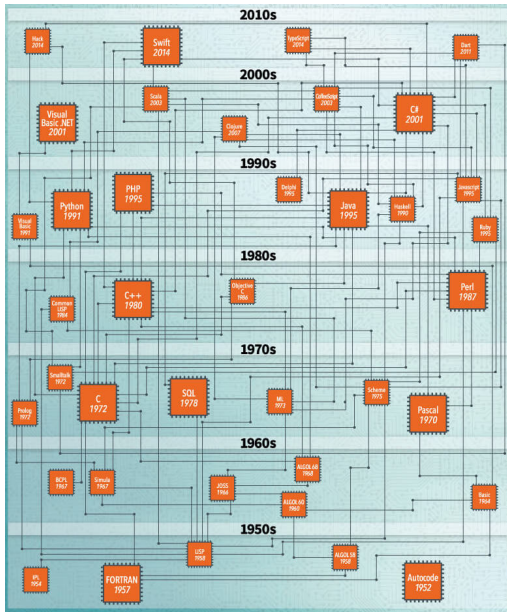 2010s
Hack
2014
Swift
2014
TypeScript
2014
Dart
2011
2000s
Visual
Basic .NET
2001
Scala
2003
Clojure
2007
C#
2001
1990s
Python
1991
PHP
1995
Delphi
1995
Java
1995
Haskell
1990
Javascript
1995
Visual
Basic
1991
Ruby
1995
1980s
Common
LISP
1984
C++
1980
Objective
C
1986
Perl
1987
1970s
Smalltalk
1972
Prolog
1972
C
1972
SQL
1978
ML
1973
Scheme
1975
Pascal
1970
1960s
BCPL
1967
Simula
1967
JOSS
1966
ALGOL 68
1968
ALGOL 60
1960
Basic
1964
1950s
IPL
1954
FORTRAN
1957
LISP
1958
ALGOL 58
1958
Autocode
1952